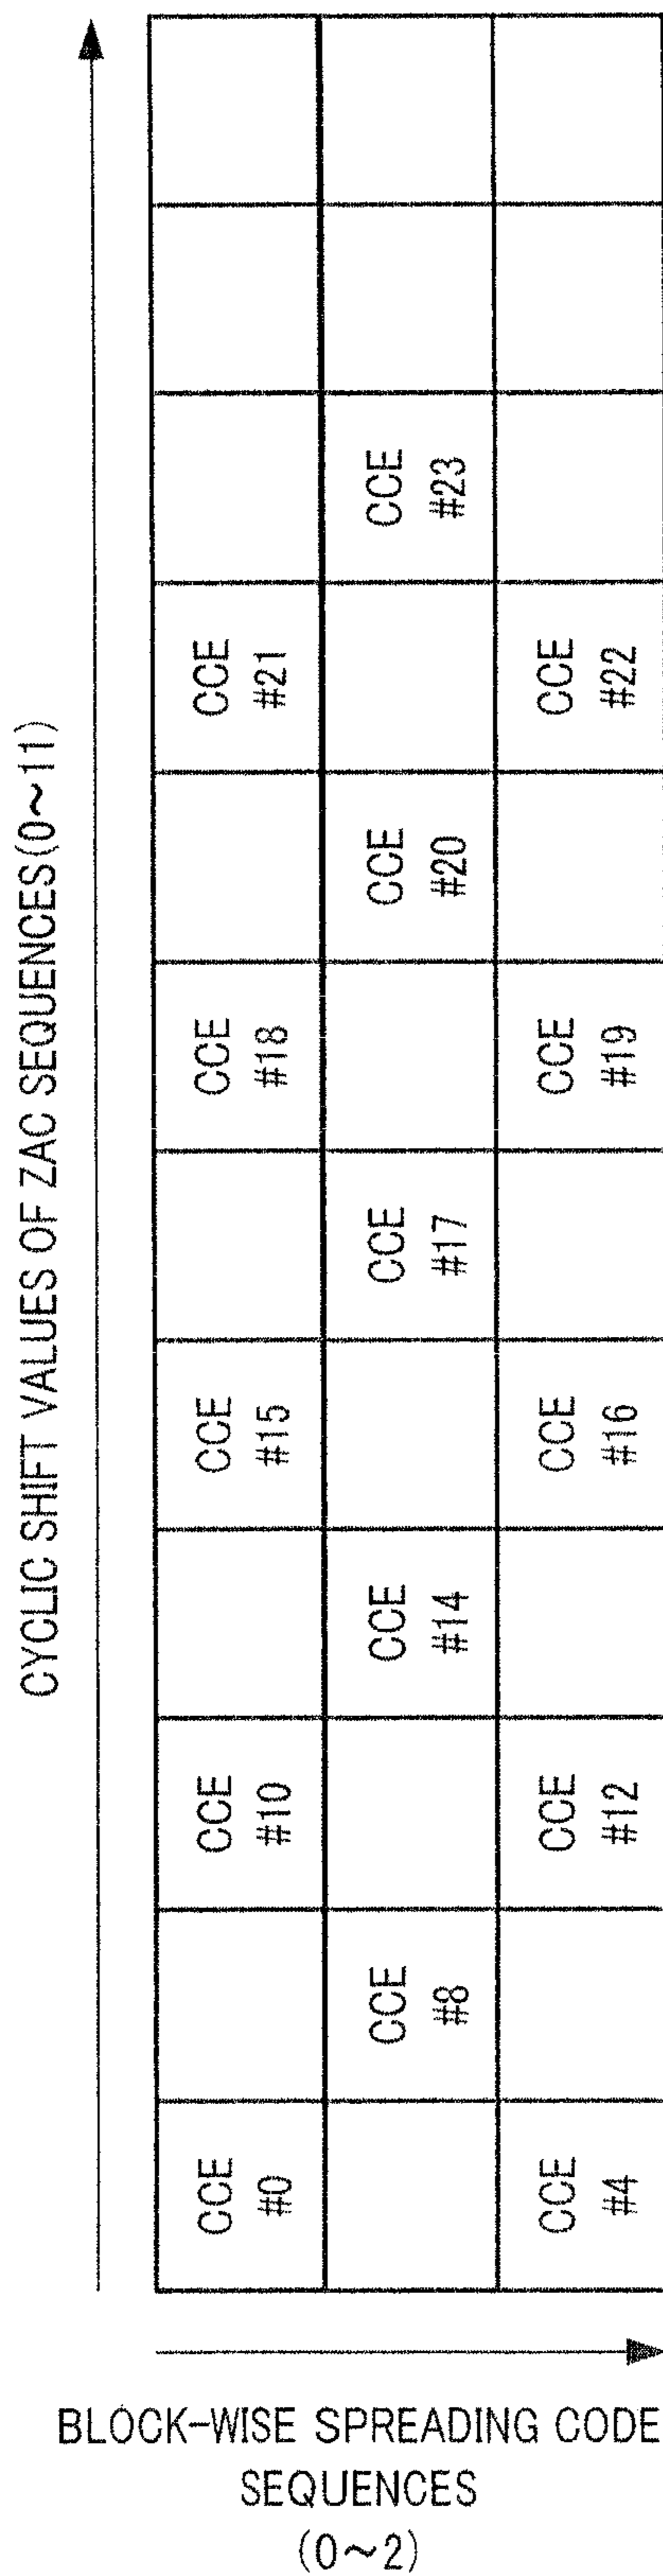 CYCLIC SHIFT VALUES OF ZAC SEQUENCES(0~11)
CCE
#0
CCE
#10
CCE
#15
CCE
#18
CCE
#21
CCE
#8
CCE
#14
CCE
#17
CCE
#20
CCE
#23
CCE
#4
CCE
#12
CCE
#16
CCE
#19
CCE
#22
BLOCK-WISE SPREADING CODE
SEQUENCES
(0~2)